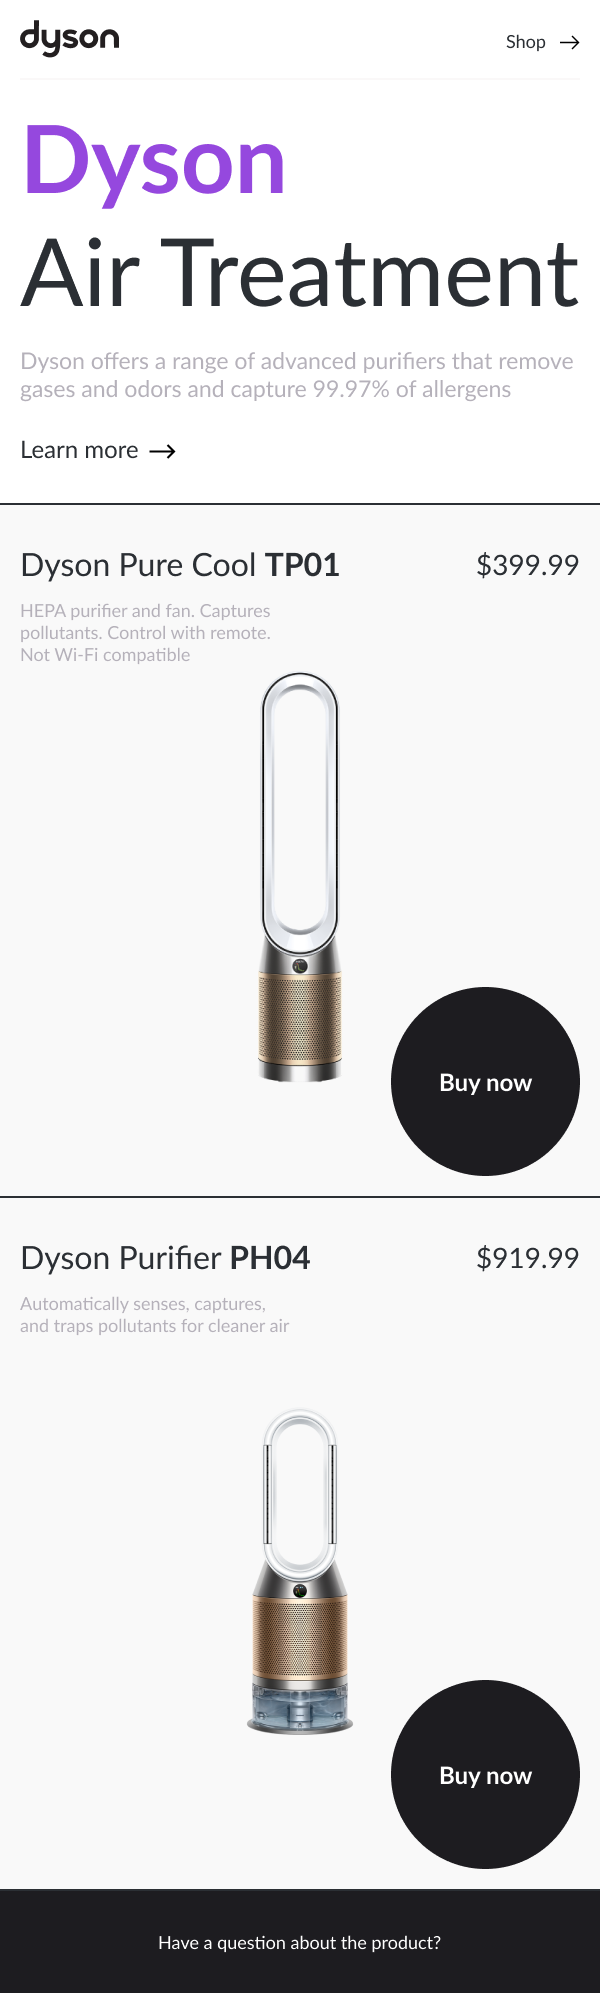 dyson
Shop →
Dyson
Air Treatment
Dyson offers a range of advanced purifiers that remove
gases and odors and capture 99.97% of allergens
Learn more →
Dyson Pure Cool TP01
$399.99
HEPA purifier and fan. Captures
pollutants. Control with remote.
Not Wi-Fi compatible
Buy now
Dyson Purifier PH04
$919.99
Automatically senses, captures,
and traps pollutants for cleaner air
Buy now
Have a question about the product?